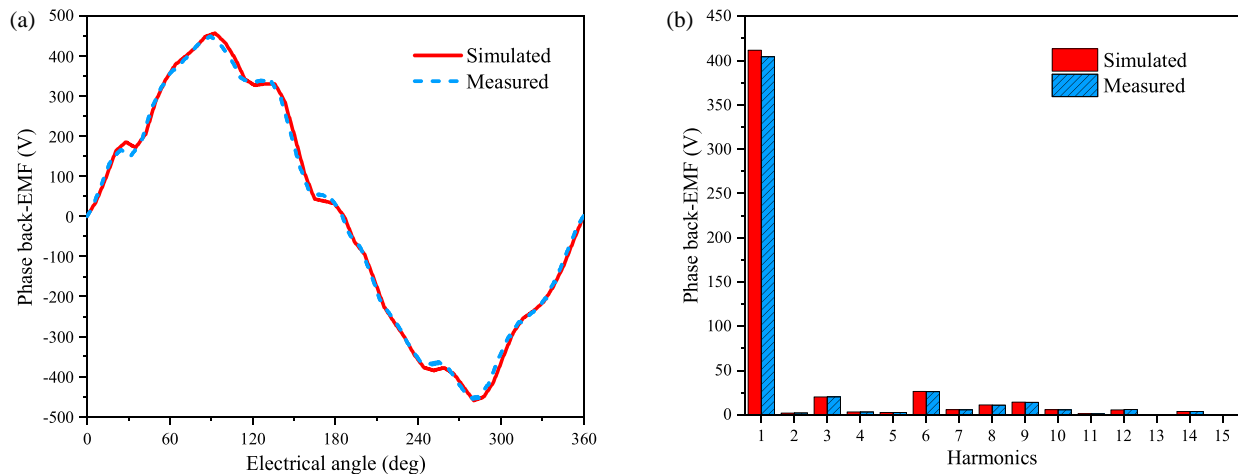 (a)
500
400
300
200
100
0
-100
-200
-300
-400
-500
Phase back-EMF (V)
Simulated
Measured
0 60 120 180 240 300 360
Electrical angle (deg)
(b)
450
400
350
300
250
200
150
100
50
0
Phase back-EMF (V)
Simulated
Measured
1 2 3 4 5 6 7 8 9 10 11 12 13 14 15
Harmonics